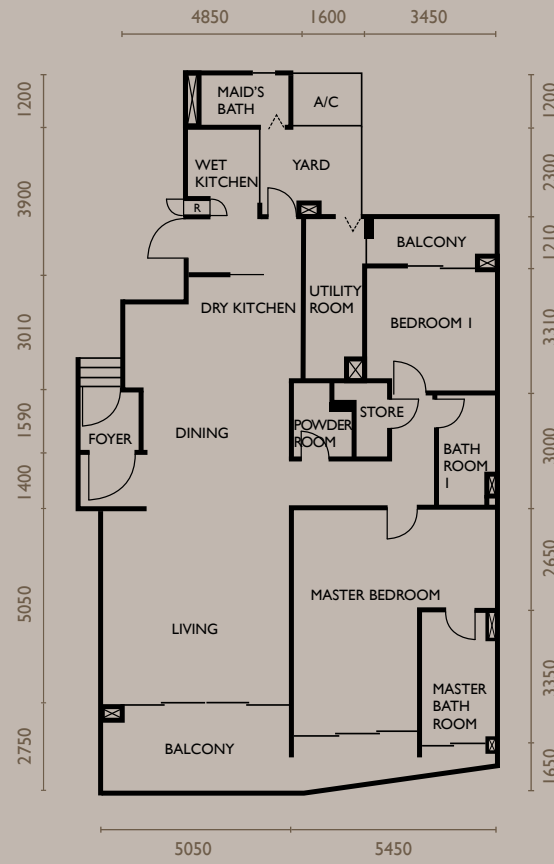 4850 1600 3450
1200
3900
3010
1590
1400
5050
2750
MAID'S
BATH
A/C
WET
KITCHEN
YARD
R
BALCONY
DRY KITCHEN
UTILITY
ROOM
BEDROOM 1
FOYER
DINING
POWDER
ROOM
STORE
BATH
ROOM
1
MASTER BEDROOM
LIVING
MASTER
BATH
ROOM
BALCONY
1200
2300
1210
3310
3000
2650
3350
1650
5050 5450